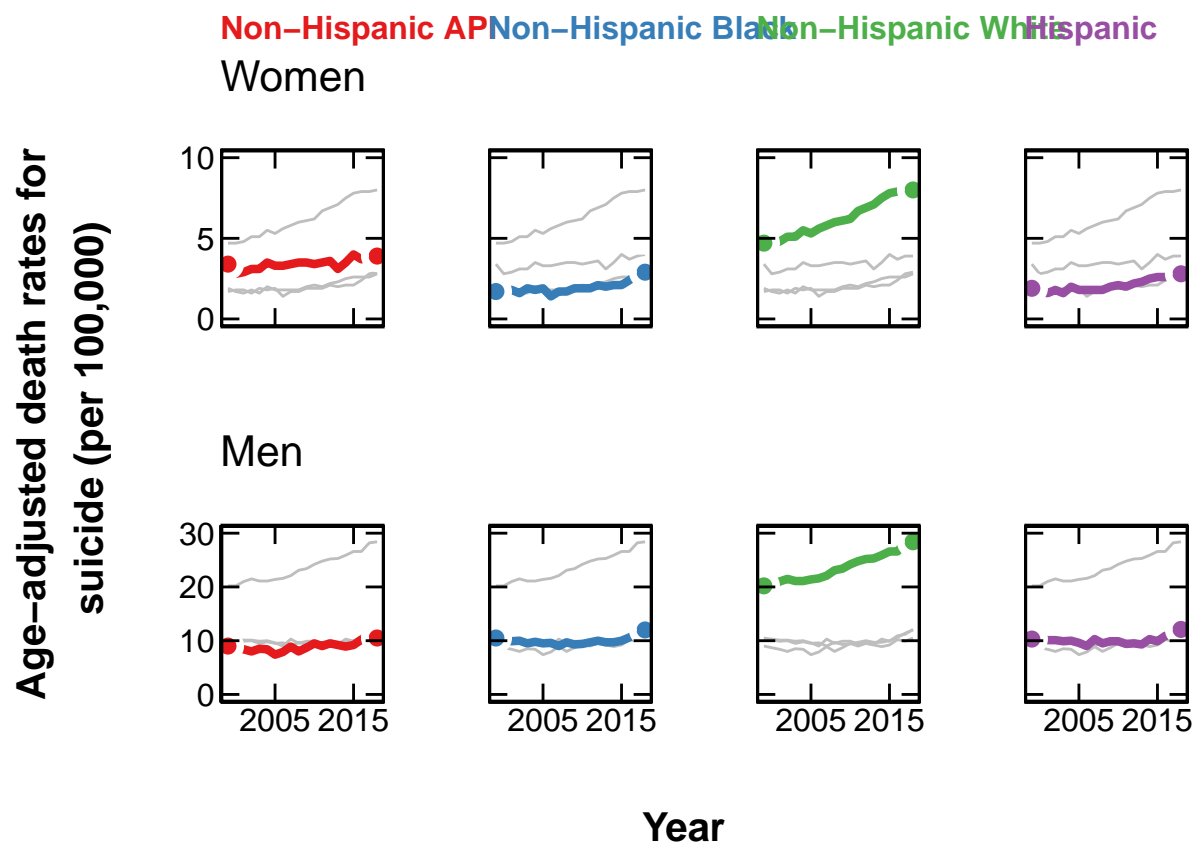 Non−Hispanic API
Non−Hispanic Black
Non−Hispanic White
Hispanic
Women
10
5
0
Men
30
20
10
0
2005 2015
2005 2015
2005 2015
2005 2015
Age−adjusted death rates for
suicide (per 100,000)
Year